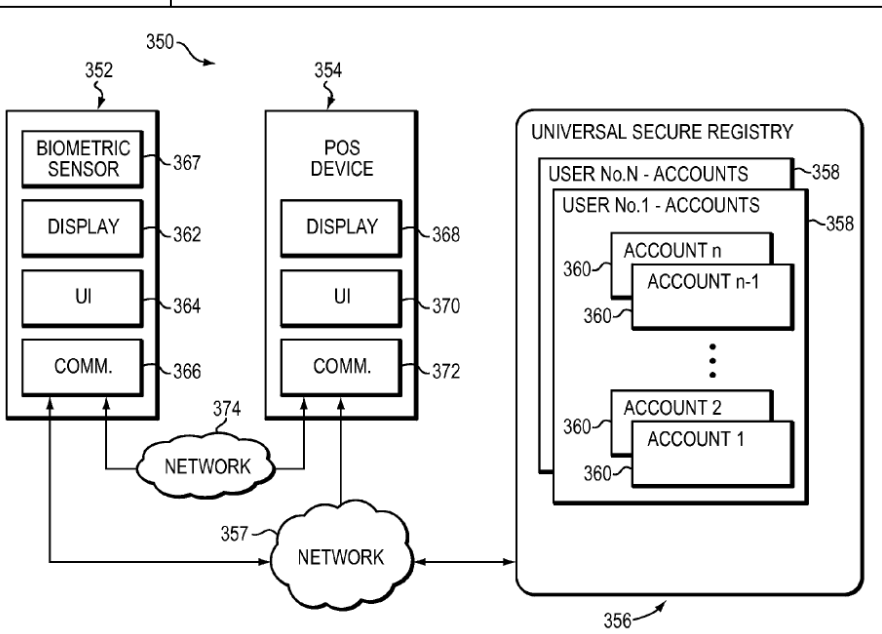 350
352
354
BIOMETRIC
SENSOR
367
DISPLAY
362
UI
364
COMM.
366
POS
DEVICE
DISPLAY
368
UI
370
COMM.
372
374
NETWORK
357
NETWORK
UNIVERSAL SECURE REGISTRY
USER No.N - ACCOUNTS
358
USER No.1 - ACCOUNTS
358
360
ACCOUNT n
ACCOUNT n-1
360
ACCOUNT 2
360
ACCOUNT 1
360
356